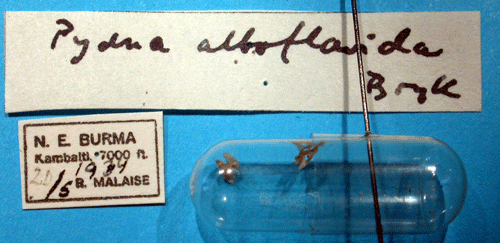 Pydna alboflavida
Bryk
N. E. BURMA
Kambaiti, 7000 ft.
20/5 1934
R. MALAISE